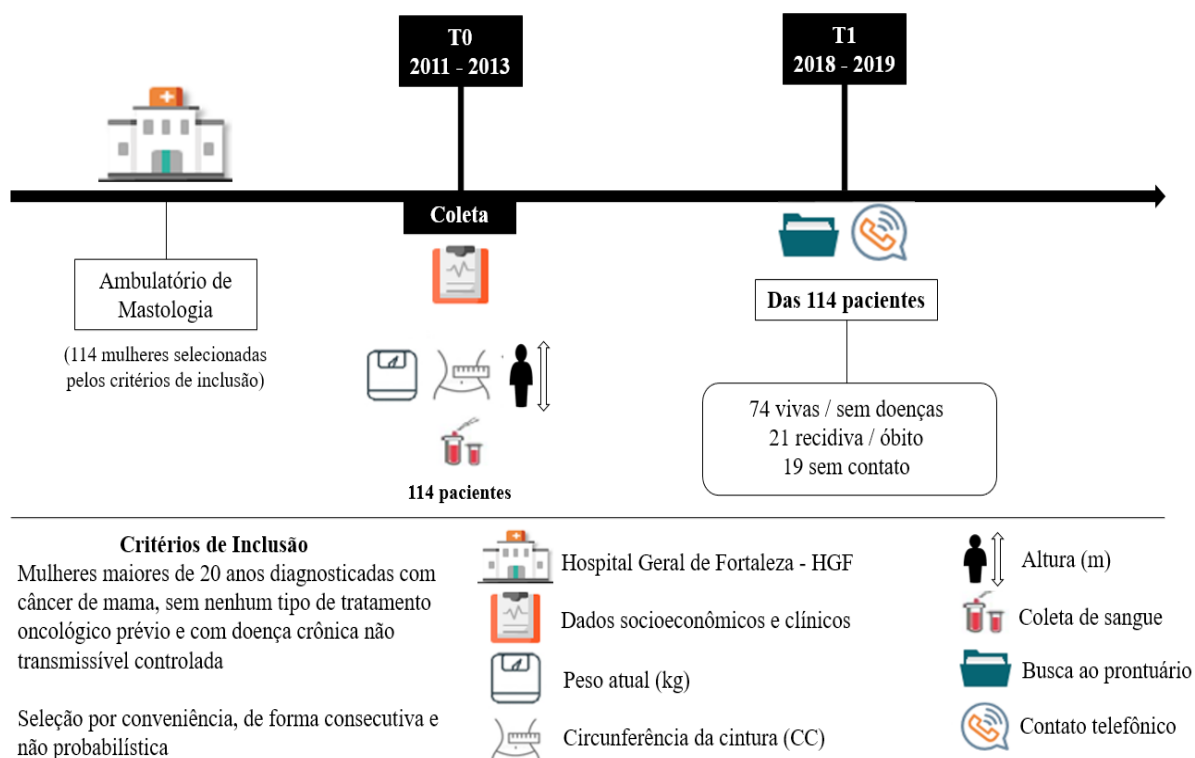 T0
2011 - 2013
T1
2018 - 2019
Coleta
Ambulatório de
Mastologia
(114 mulheres selecionadas
pelos critérios de inclusão)
114 pacientes
Das 114 pacientes
74 vivas / sem doenças
21 recidiva / óbito
19 sem contato
Critérios de Inclusão
Mulheres maiores de 20 anos diagnosticadas com
câncer de mama, sem nenhum tipo de tratamento
oncológico prévio e com doença crônica não
transmissível controlada
Seleção por conveniência, de forma consecutiva e
não probabilística
Hospital Geral de Fortaleza - HGF
Dados socioeconômicos e clínicos
Peso atual (kg)
Circunferência da cintura (CC)
Altura (m)
Coleta de sangue
Busca ao prontuário
Contato telefônico